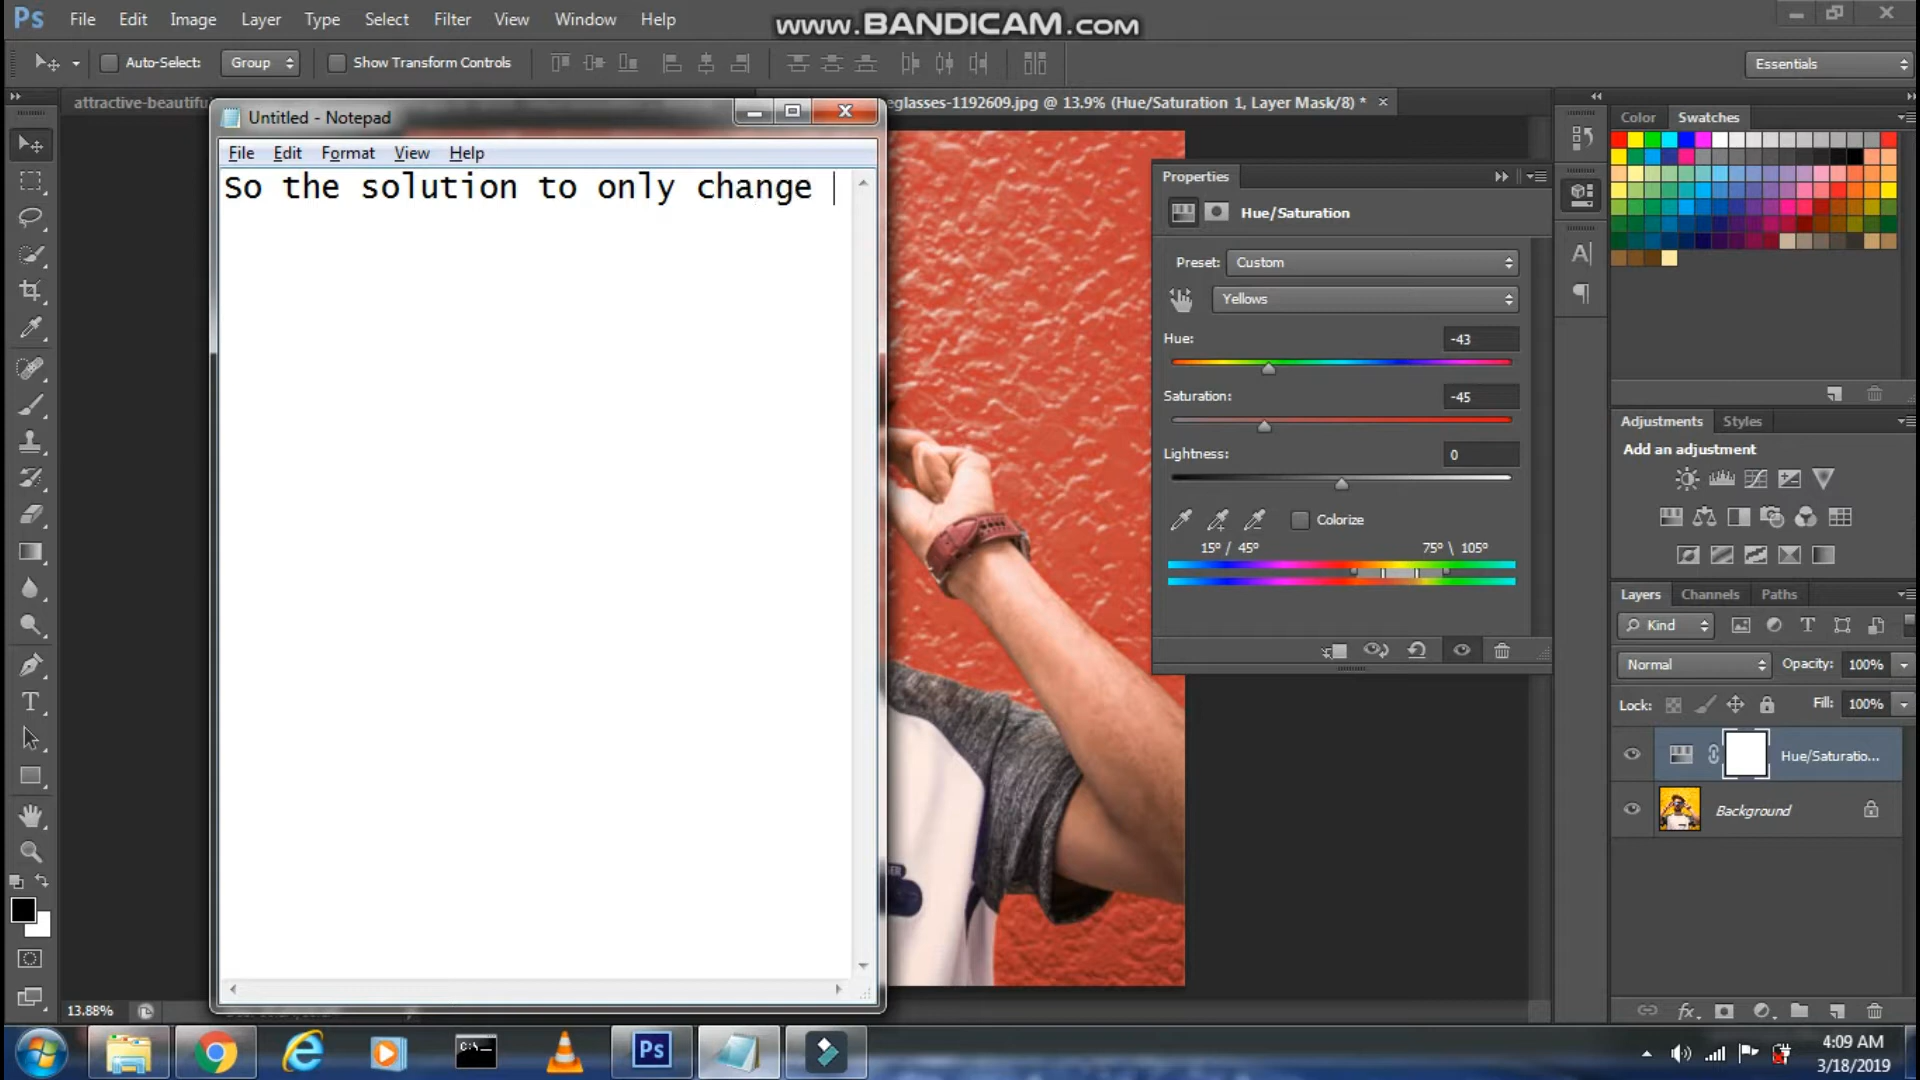 Ps File Edit Image Layer Type Select Filter View Window Help
www.BANDICAM.COM
Auto-Select: Group Show Transform Controls
Essentials
attractive-beautifu
eglasses-1192609.jpg @ 13.9% (Hue/Saturation 1, Layer Mask/8) *
Untitled - Notepad
File Edit Format View Help
So the solution to only change
Properties
Hue/Saturation
Preset: Custom
Yellows
Hue: -43
Saturation: -45
Lightness: 0
Colorize
15° / 45° 75° \ 105°
Color Swatches
Adjustments Styles
Add an adjustment
Layers Channels Paths
Kind
Normal Opacity: 100%
Lock: Fill: 100%
Hue/Saturatio...
Background
13.88%
C:\
Ps
4:09 AM
3/18/2019